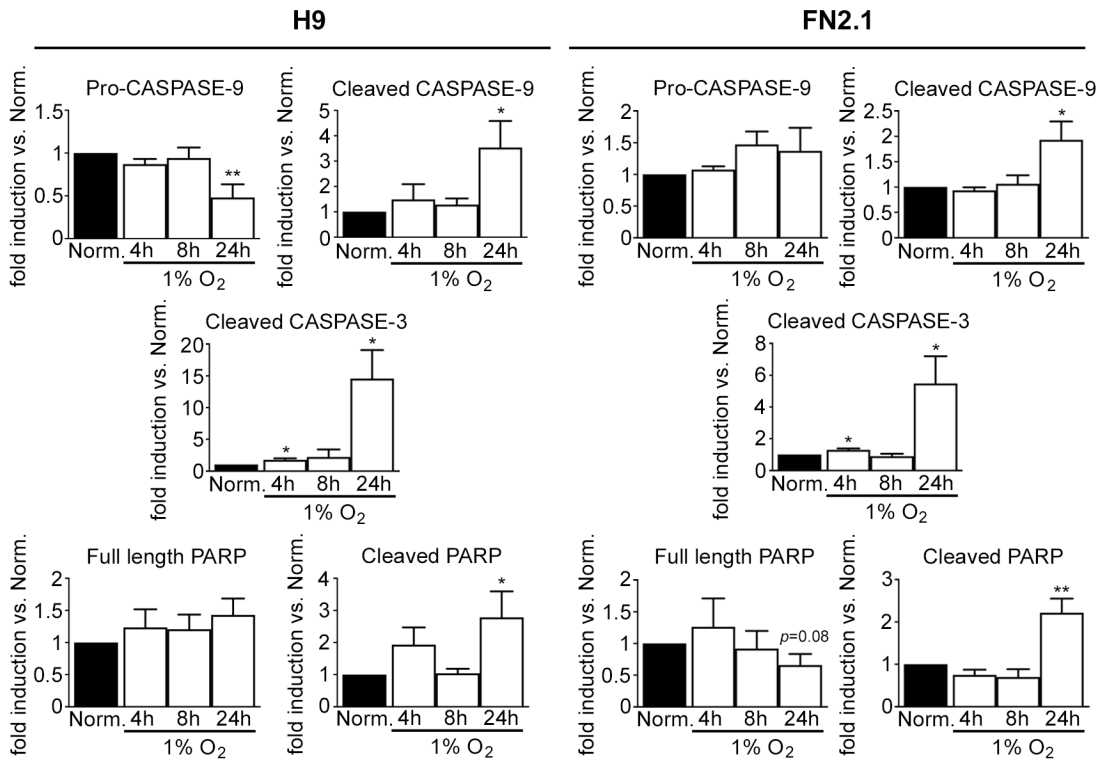 H9
FN2.1
Pro-CASPASE-9
fold induction vs. Norm.
1.5
1
0.5
0
**
Norm. 4h 8h 24h
1% O₂
Cleaved CASPASE-9
fold induction vs. Norm.
5
4
3
2
1
0
*
Norm. 4h 8h 24h
1% O₂
Pro-CASPASE-9
fold induction vs. Norm.
2
1.5
1
0.5
0
Norm. 4h 8h 24h
1% O₂
Cleaved CASPASE-9
fold induction vs. Norm.
2.5
2
1.5
1
0.5
0
*
Norm. 4h 8h 24h
1% O₂
Cleaved CASPASE-3
fold induction vs. Norm.
20
15
10
5
0
*
*
Norm. 4h 8h 24h
1% O₂
Cleaved CASPASE-3
fold induction vs. Norm.
8
6
4
2
0
*
*
Norm. 4h 8h 24h
1% O₂
Full length PARP
fold induction vs. Norm.
2
1.5
1
0.5
0
Norm. 4h 8h 24h
1% O₂
Cleaved PARP
fold induction vs. Norm.
4
3
2
1
0
*
Norm. 4h 8h 24h
1% O₂
Full length PARP
fold induction vs. Norm.
2
1.5
1
0.5
0
p=0.08
Norm. 4h 8h 24h
1% O₂
Cleaved PARP
fold induction vs. Norm.
3
2
1
0
**
Norm. 4h 8h 24h
1% O₂